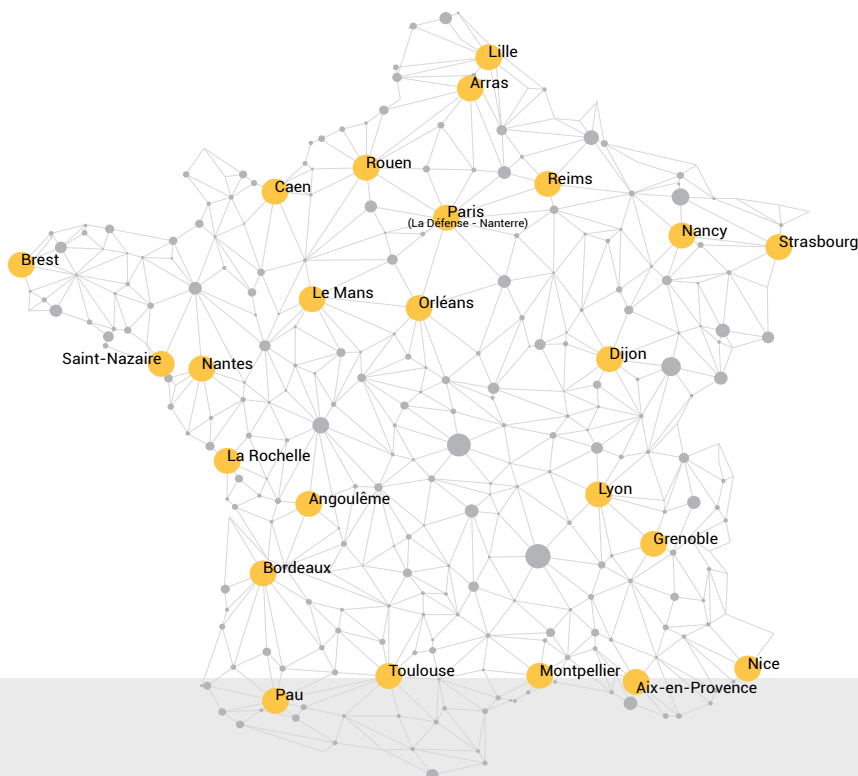 Lille
Arras
Rouen
Reims
Caen
Paris
(La Défense - Nanterre)
Nancy
Strasbourg
Brest
Le Mans
Orléans
Saint-Nazaire
Nantes
Dijon
La Rochelle
Angoulême
Lyon
Grenoble
Bordeaux
Toulouse
Montpellier
Nice
Aix-en-Provence
Pau